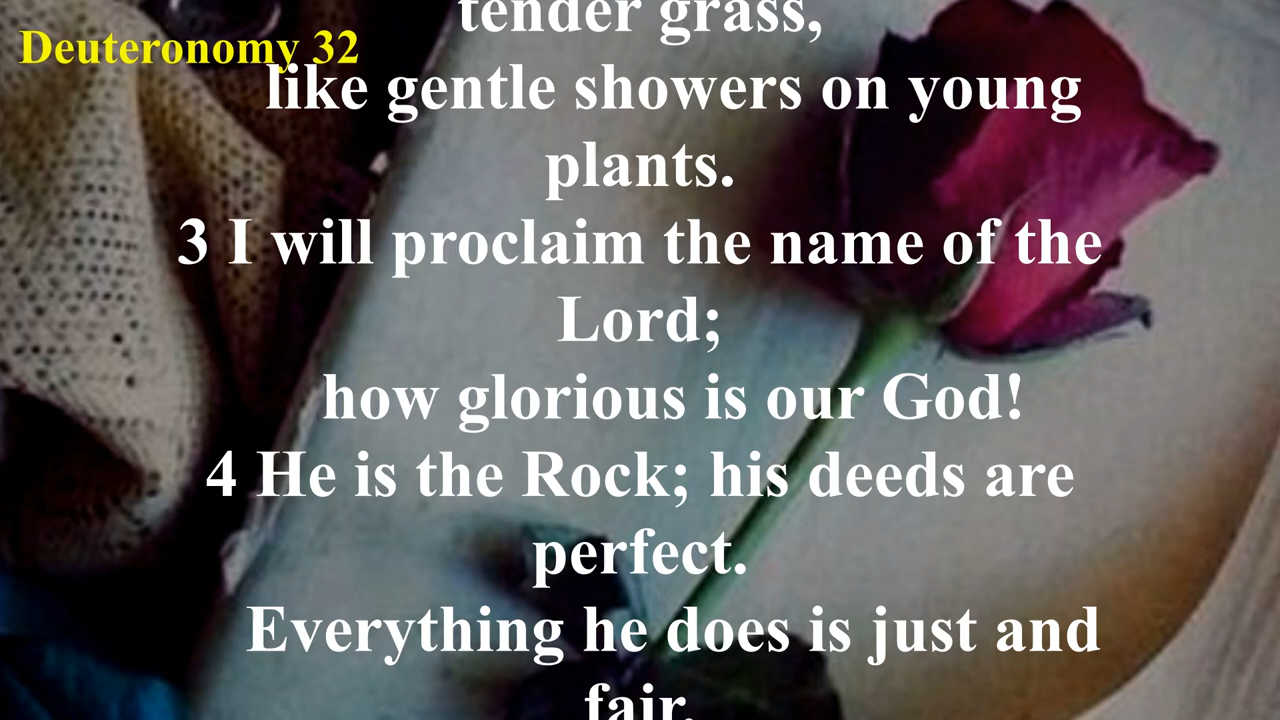 tender grass,
Deuteronomy 32
like gentle showers on young
plants.
3 I will proclaim the name of the
Lord;
how glorious is our God!
4 He is the Rock; his deeds are
perfect.
Everything he does is just and
fair.